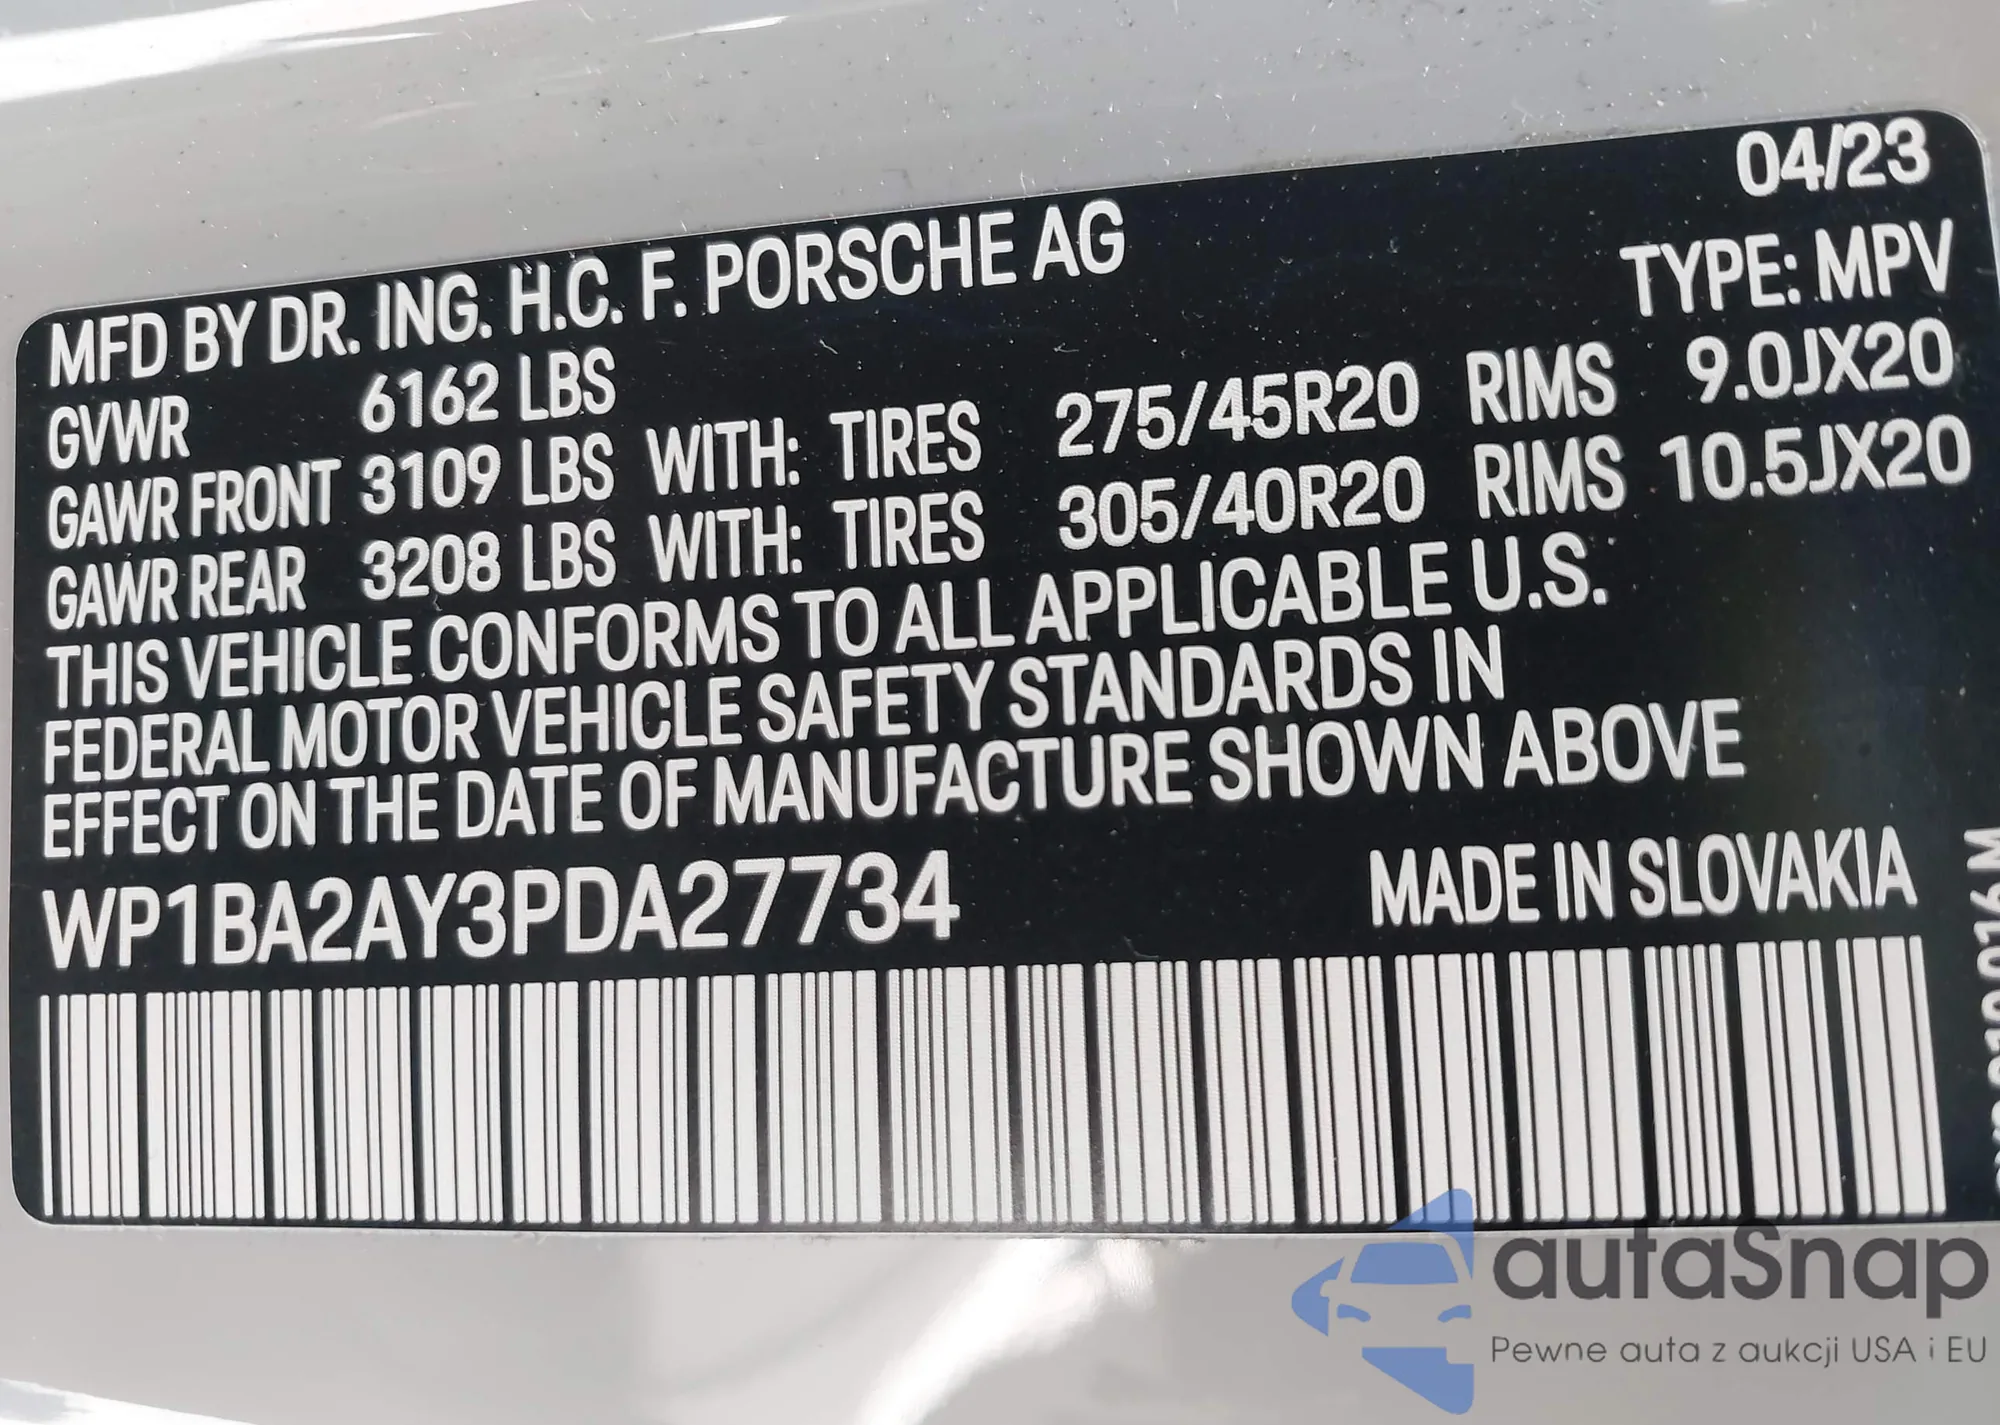 04/23
MFD BY DR. ING. H.C. F. PORSCHE AG TYPE: MPV
GVWR 6162 LBS
GAWR FRONT 3109 LBS WITH: TIRES 275/45R20 RIMS 9.0JX20
GAWR REAR 3208 LBS WITH: TIRES 305/40R20 RIMS 10.5JX20
THIS VEHICLE CONFORMS TO ALL APPLICABLE U.S.
FEDERAL MOTOR VEHICLE SAFETY STANDARDS IN
EFFECT ON THE DATE OF MANUFACTURE SHOWN ABOVE
WP1BA2AY3PDA27734 MADE IN SLOVAKIA
autaSnap
Pewne auta z aukcji USA i EU